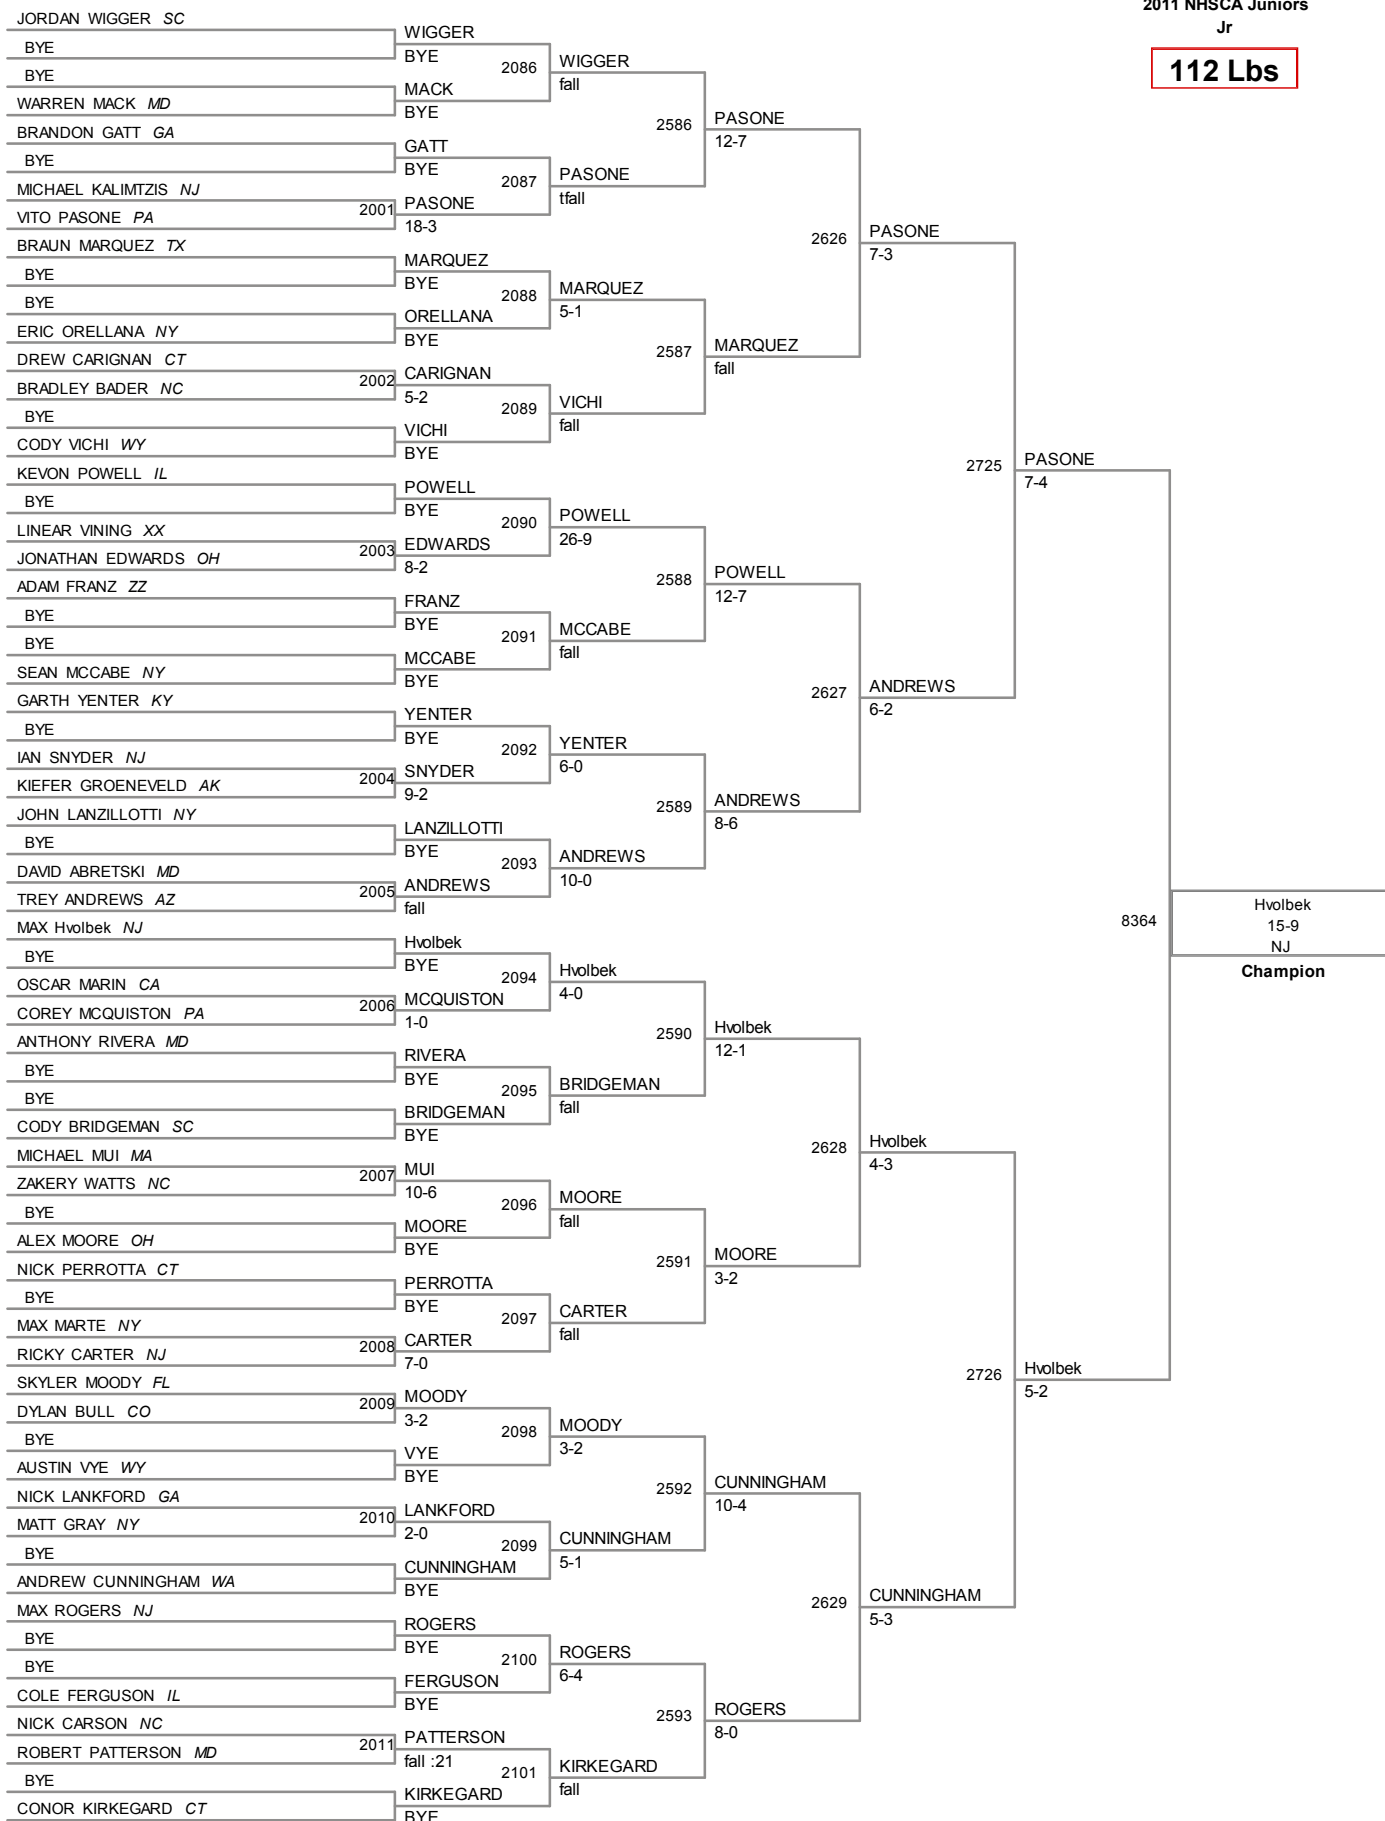 2011 NHSCA Juniors
Jr
112 Lbs
JORDAN WIGGER SC
BYE
BYE
WARREN MACK MD
BRANDON GATT GA
BYE
MICHAEL KALIMTZIS NJ
VITO PASONE PA
BRAUN MARQUEZ TX
BYE
BYE
ERIC ORELLANA NY
DREW CARIGNAN CT
BRADLEY BADER NC
BYE
CODY VICHI WY
KEVON POWELL IL
BYE
LINEAR VINING XX
JONATHAN EDWARDS OH
ADAM FRANZ ZZ
BYE
BYE
SEAN MCCABE NY
GARTH YENTER KY
BYE
IAN SNYDER NJ
KIEFER GROENEVELD AK
JOHN LANZILLOTTI NY
BYE
DAVID ABRETSKI MD
TREY ANDREWS AZ
MAX Hvolbek NJ
BYE
OSCAR MARIN CA
COREY MCQUISTON PA
ANTHONY RIVERA MD
BYE
BYE
CODY BRIDGEMAN SC
MICHAEL MUI MA
ZAKERY WATTS NC
BYE
ALEX MOORE OH
NICK PERROTTA CT
BYE
MAX MARTE NY
RICKY CARTER NJ
SKYLER MOODY FL
DYLAN BULL CO
BYE
AUSTIN VYE WY
NICK LANKFORD GA
MATT GRAY NY
BYE
ANDREW CUNNINGHAM WA
MAX ROGERS NJ
BYE
BYE
COLE FERGUSON IL
NICK CARSON NC
ROBERT PATTERSON MD
BYE
CONOR KIRKEGARD CT
WIGGER
BYE
MACK
BYE
GATT
BYE
2001 PASONE
18-3
MARQUEZ
BYE
ORELLANA
BYE
2002 CARIGNAN
5-2
VICHI
BYE
POWELL
BYE
2003 EDWARDS
8-2
FRANZ
BYE
MCCABE
BYE
YENTER
BYE
2004 SNYDER
9-2
LANZILLOTTI
BYE
2005 ANDREWS
fall
Hvolbek
BYE
2006 MCQUISTON
1-0
RIVERA
BYE
BRIDGEMAN
BYE
2007 MUI
10-6
MOORE
BYE
PERROTTA
BYE
2008 CARTER
7-0
2009 MOODY
3-2
VYE
BYE
2010 LANKFORD
2-0
CUNNINGHAM
BYE
ROGERS
BYE
FERGUSON
BYE
2011 PATTERSON
fall :21
KIRKEGARD
BYE
2086 WIGGER
fall
2087 PASONE
tfall
2088 MARQUEZ
5-1
2089 VICHI
fall
2090 POWELL
26-9
2091 MCCABE
fall
2092 YENTER
6-0
2093 ANDREWS
10-0
2094 Hvolbek
4-0
2095 BRIDGEMAN
fall
2096 MOORE
fall
2097 CARTER
fall
2098 MOODY
3-2
2099 CUNNINGHAM
5-1
2100 ROGERS
6-4
2101 KIRKEGARD
fall
2586 PASONE
12-7
2587 MARQUEZ
fall
2588 POWELL
12-7
2589 ANDREWS
8-6
2590 Hvolbek
12-1
2591 MOORE
3-2
2592 CUNNINGHAM
10-4
2593 ROGERS
8-0
2626 PASONE
7-3
2627 ANDREWS
6-2
2628 Hvolbek
4-3
2629 CUNNINGHAM
5-3
2725 PASONE
7-4
2726 Hvolbek
5-2
8364 Hvolbek
15-9
NJ
Champion